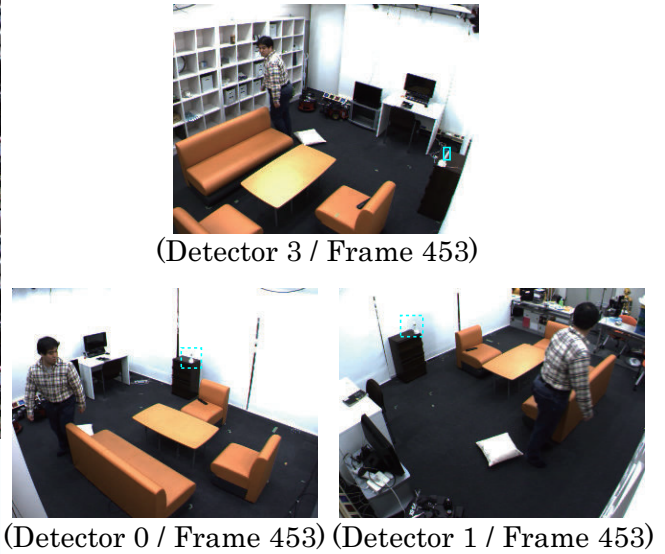 (Detector 3 / Frame 453)
(Detector 0 / Frame 453)
(Detector 1 / Frame 453)